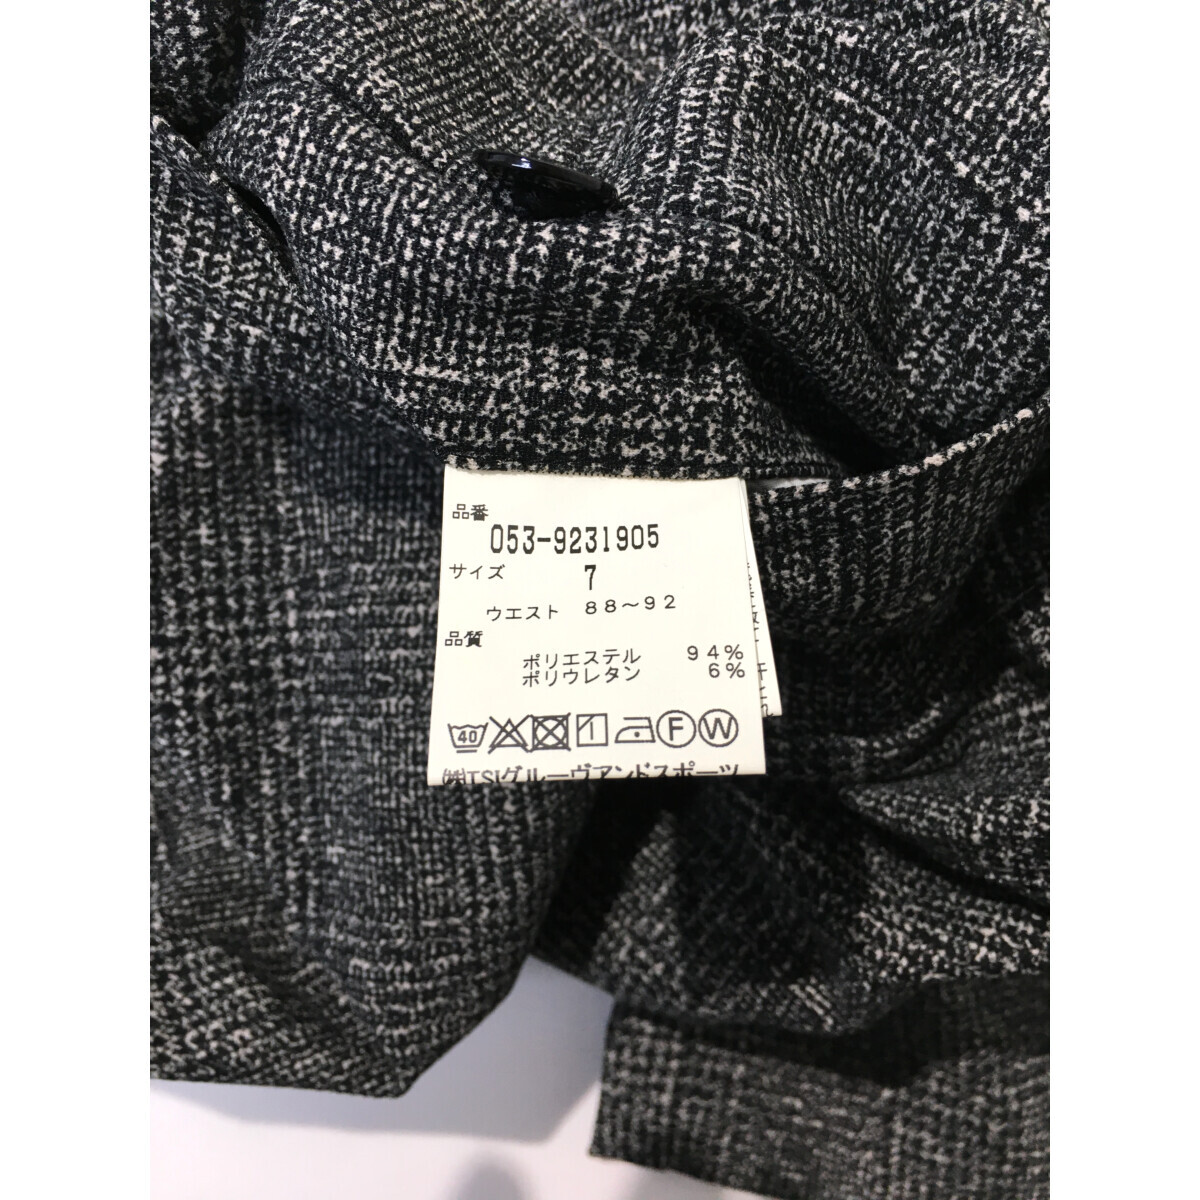 品番
053-9231905
サイズ 7
ウエスト 88～92
品質
ポリエステル 94%
ポリウレタン 6%
40 F W
㈱TSIグルーヴアンドスポーツ